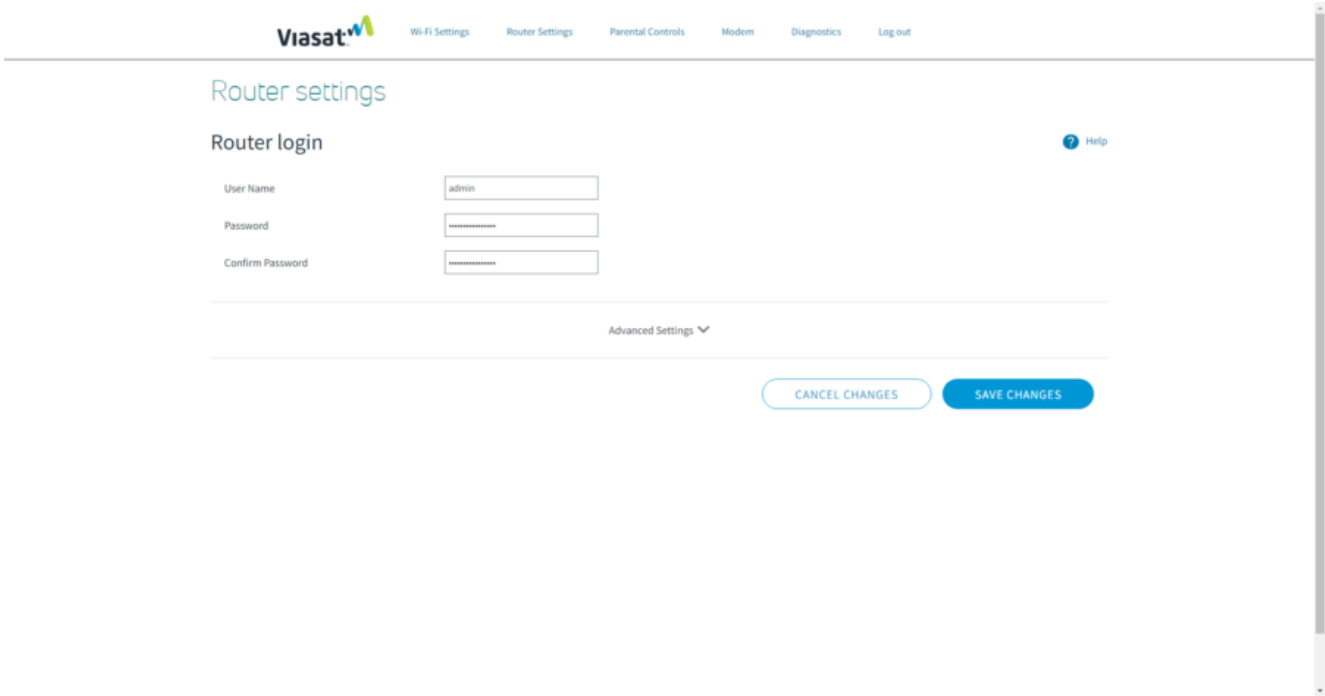 Viasat
Wi-Fi Settings
Router Settings
Parental Controls
Modem
Diagnostics
Log out
Router settings
Router login
Help
User Name
admin
Password
Confirm Password
Advanced Settings
CANCEL CHANGES
SAVE CHANGES